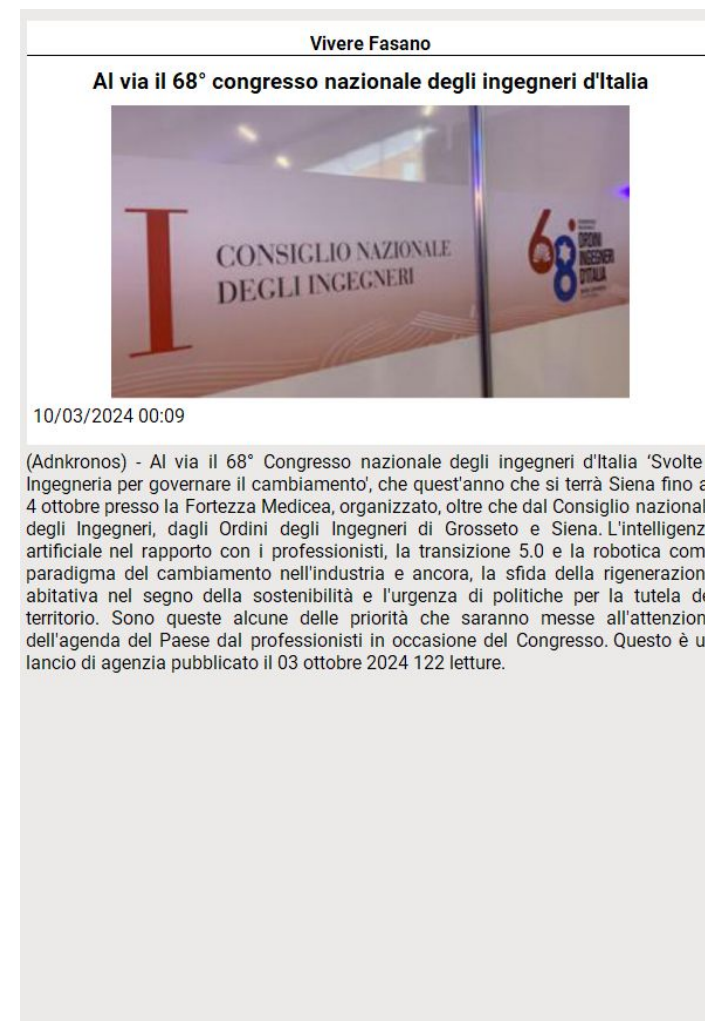 Vivere Fasano
Al via il 68° congresso nazionale degli ingegneri d'Italia
I
CONSIGLIO NAZIONALE
DEGLI INGEGNERI
68°
ORDINI
INGEGNERI
D'ITALIA
10/03/2024 00:09
(Adnkronos) - Al via il 68° Congresso nazionale degli ingegneri d'Italia ‘Svolte
Ingegneria per governare il cambiamento', che quest'anno che si terrà Siena fino a
4 ottobre presso la Fortezza Medicea, organizzato, oltre che dal Consiglio nazional
degli Ingegneri, dagli Ordini degli Ingegneri di Grosseto e Siena. L'intelligenz
artificiale nel rapporto con i professionisti, la transizione 5.0 e la robotica com
paradigma del cambiamento nell'industria e ancora, la sfida della rigenerazion
abitativa nel segno della sostenibilità e l'urgenza di politiche per la tutela de
territorio. Sono queste alcune delle priorità che saranno messe all'attenzion
dell'agenda del Paese dal professionisti in occasione del Congresso. Questo è u
lancio di agenzia pubblicato il 03 ottobre 2024 122 letture.